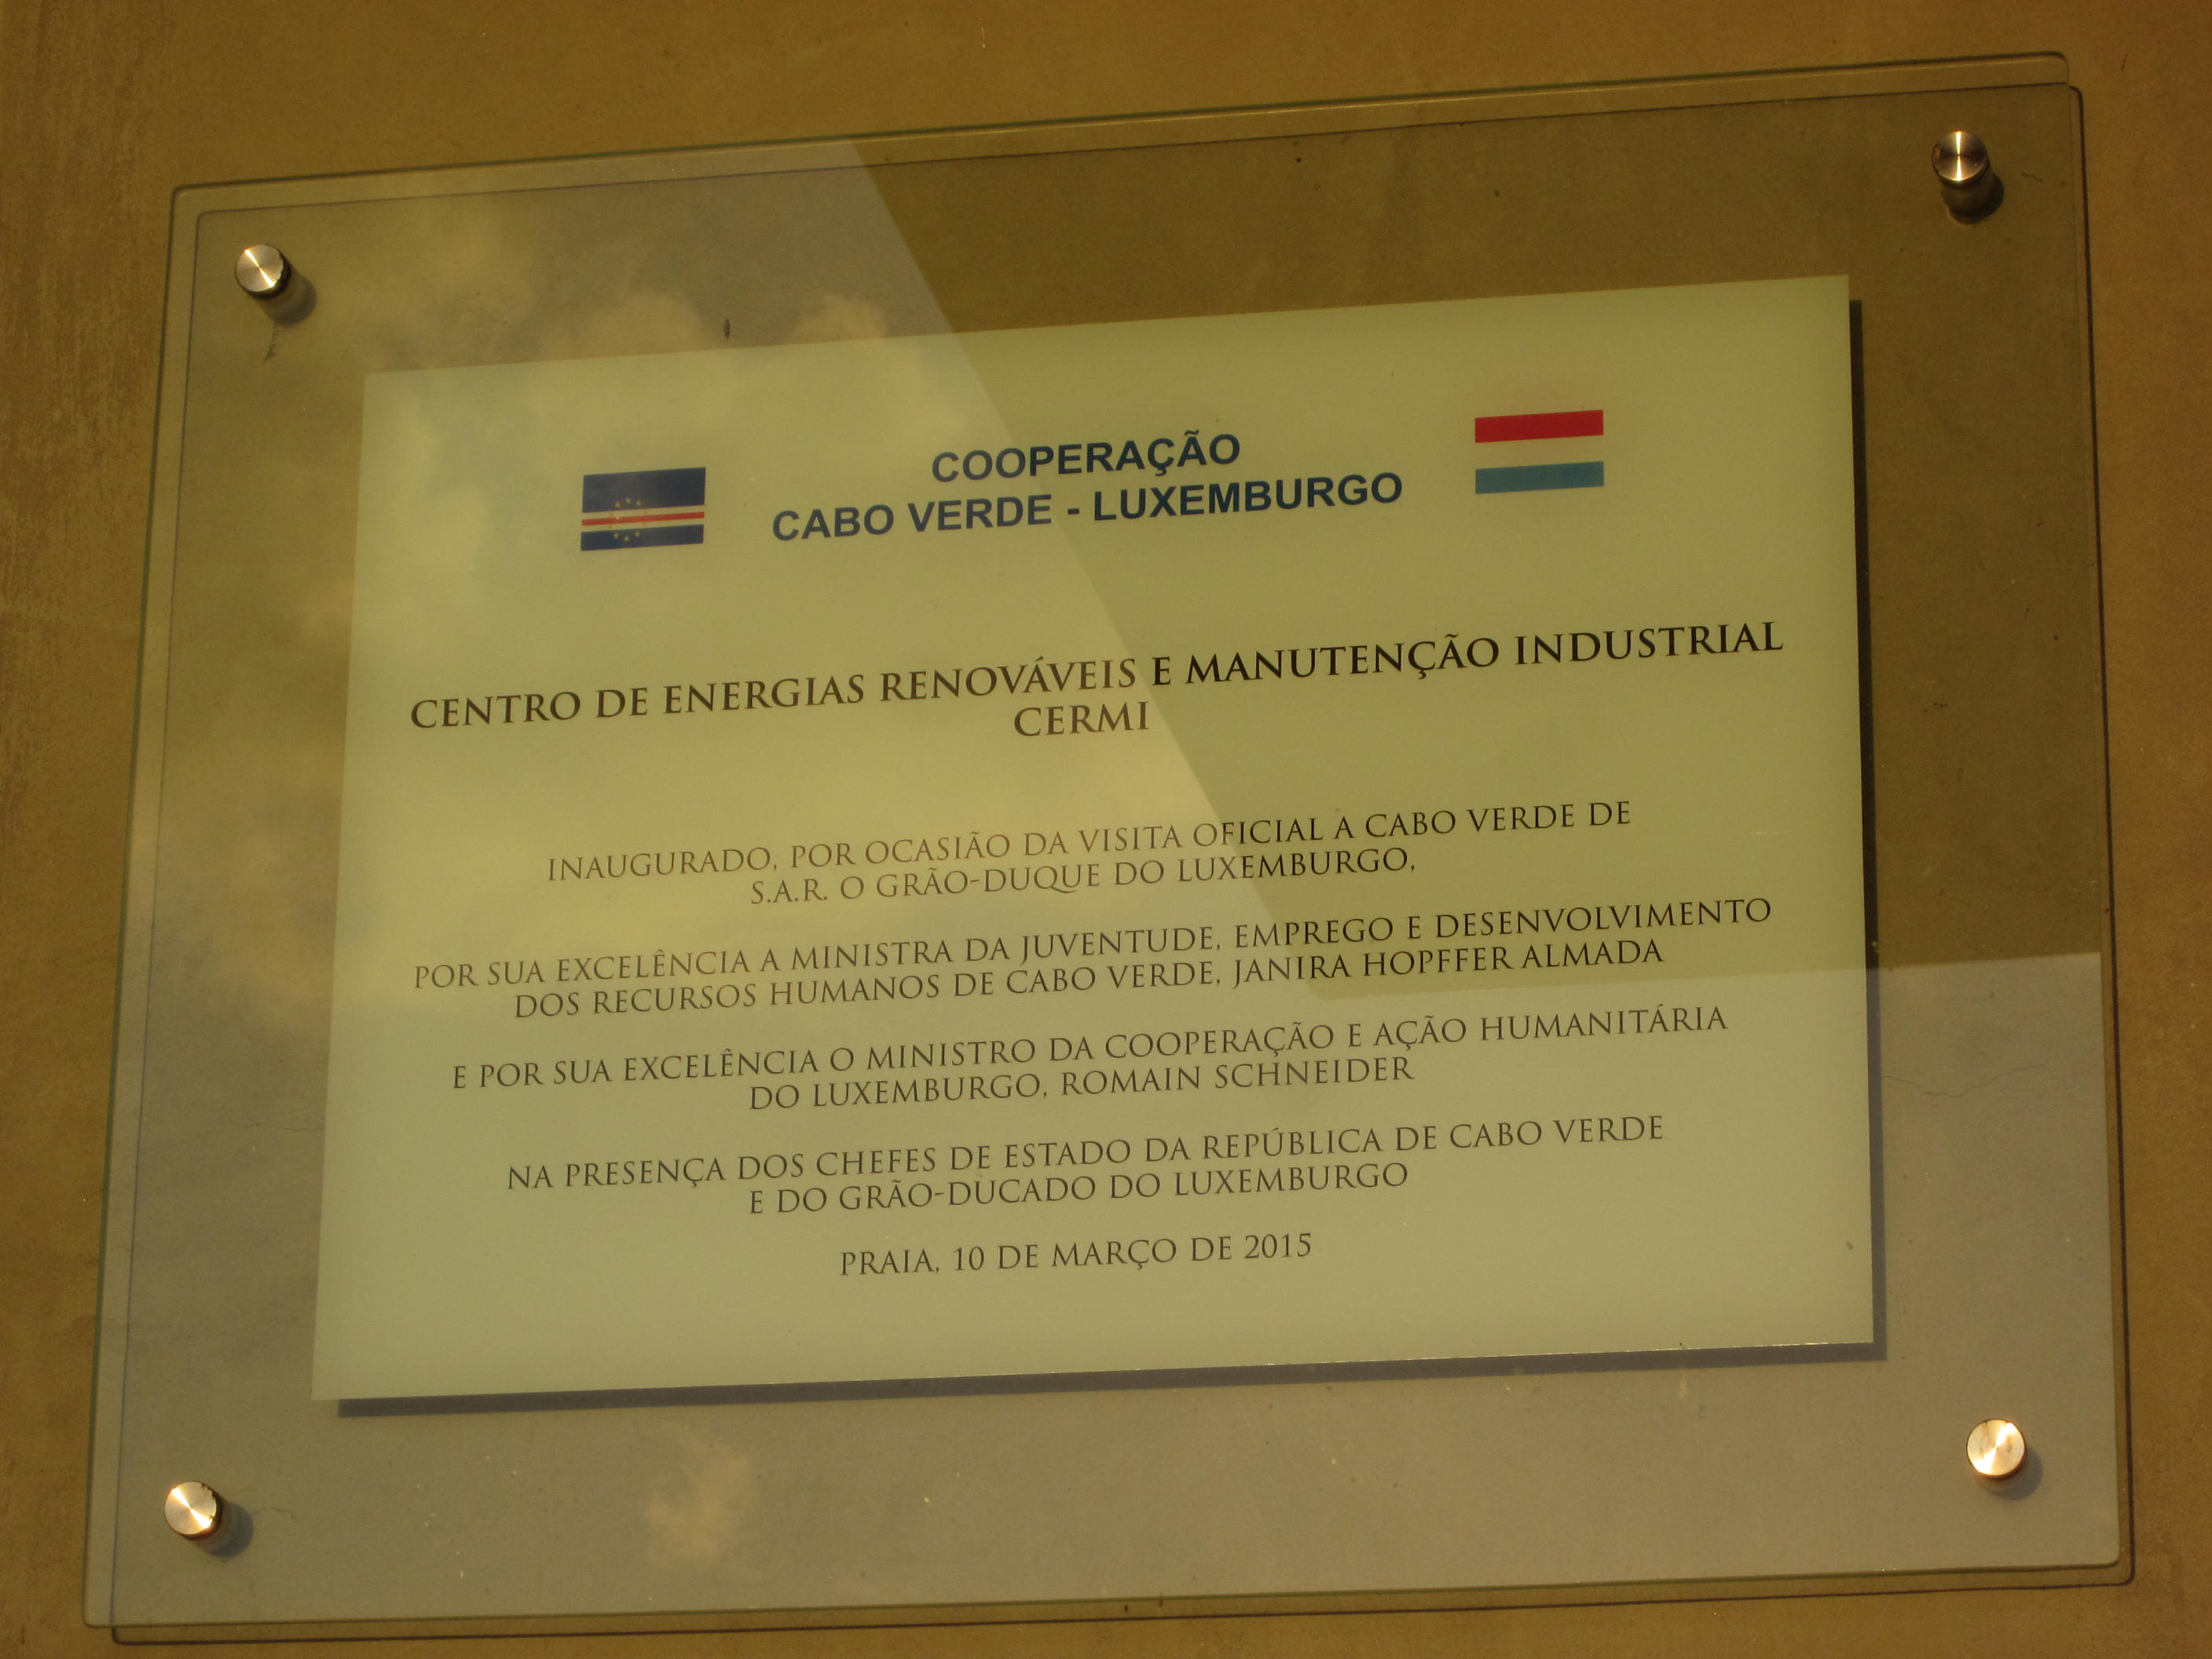 COOPERAÇÃO
CABO VERDE - LUXEMBURGO
CENTRO DE ENERGIAS RENOVÁVEIS E MANUTENÇÃO INDUSTRIAL
CERMI
INAUGURADO, POR OCASIÃO DA VISITA OFICIAL A CABO VERDE DE
S.A.R. O GRÃO-DUQUE DO LUXEMBURGO,
POR SUA EXCELÊNCIA A MINISTRA DA JUVENTUDE, EMPREGO E DESENVOLVIMENTO
DOS RECURSOS HUMANOS DE CABO VERDE, JANIRA HOPFFER ALMADA
E POR SUA EXCELÊNCIA O MINISTRO DA COOPERAÇÃO E AÇÃO HUMANITÁRIA
DO LUXEMBURGO, ROMAIN SCHNEIDER
NA PRESENÇA DOS CHEFES DE ESTADO DA REPÚBLICA DE CABO VERDE
E DO GRÃO-DUCADO DO LUXEMBURGO
PRAIA, 10 DE MARÇO DE 2015